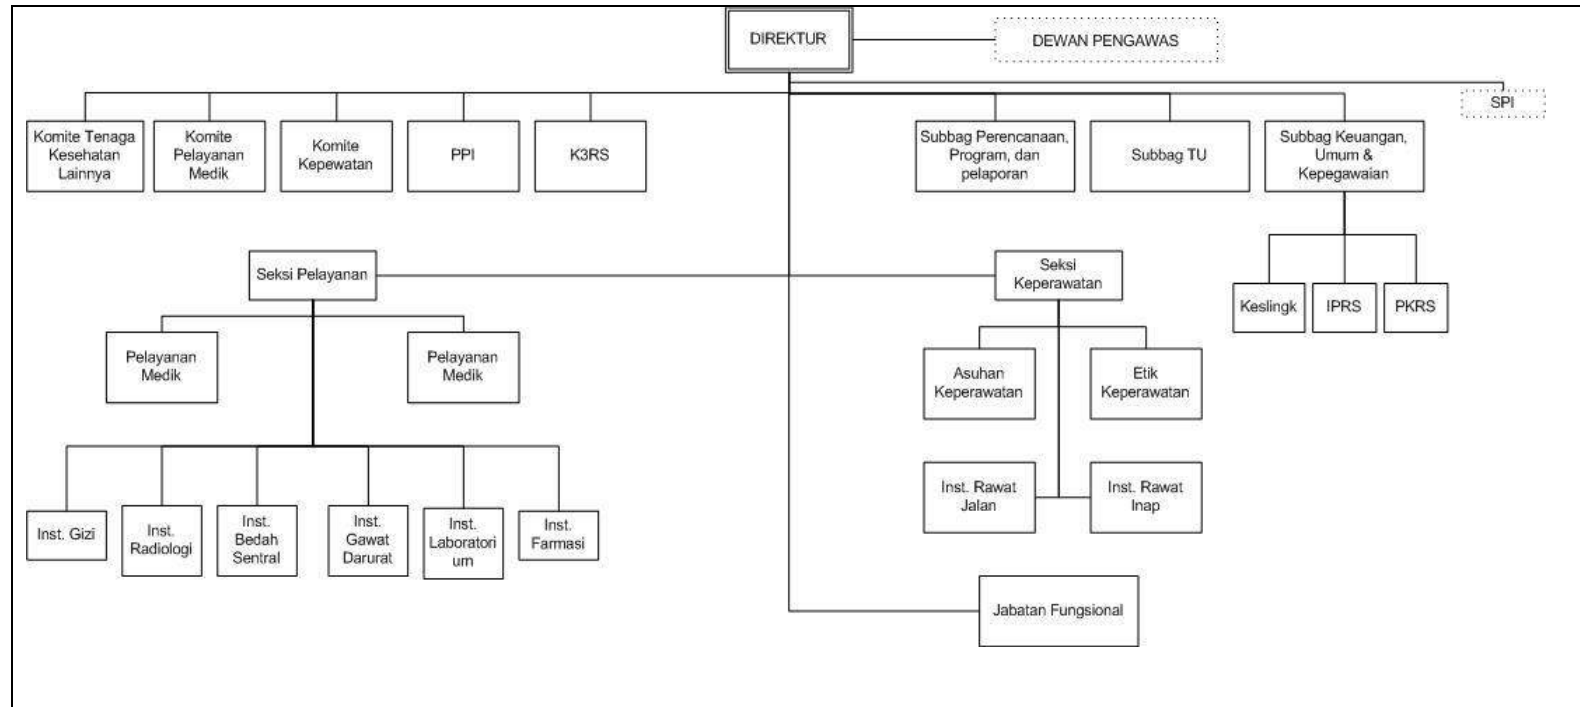 DIREKTUR
DEWAN PENGAWAS
SPI
Komite Tenaga
Kesehatan
Lainnya
Komite
Pelayanan
Medik
Komite
Kepewatan
PPI
K3RS
Subbag Perencanaan,
Program, dan
pelaporan
Subbag TU
Subbag Keuangan,
Umum &
Kepegawaian
Seksi Pelayanan
Seksi
Keperawatan
Keslingk
IPRS
PKRS
Pelayanan
Medik
Pelayanan
Medik
Asuhan
Keperawatan
Etik
Keperawatan
Inst. Rawat
Jalan
Inst. Rawat
Inap
Inst. Gizi
Inst.
Radiologi
Inst.
Bedah
Sentral
Inst.
Gawat
Darurat
Inst.
Laboratori
um
Inst.
Farmasi
Jabatan Fungsional